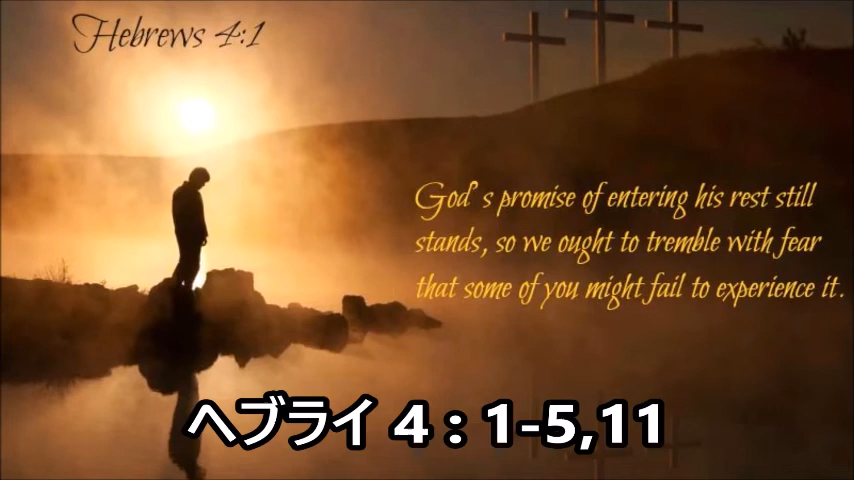 Hebrews 4:1
God's promise of entering his rest still
stands, so we ought to tremble with fear
that some of you might fail to experience it.
ヘブライ 4 : 1-5,11